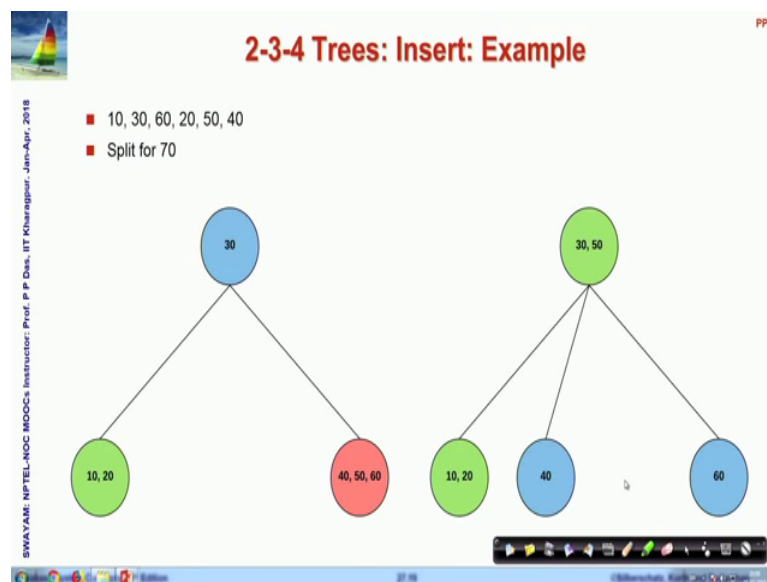 PP
2-3-4 Trees: Insert: Example
SWAYAM: NPTEL-NOC MOOCs Instructor: Prof. P P Das, IIT Kharagpur. Jan-Apr, 2018
10, 30, 60, 20, 50, 40
Split for 70
30
30, 50
10, 20
40, 50, 60
10, 20
40
60
27.19